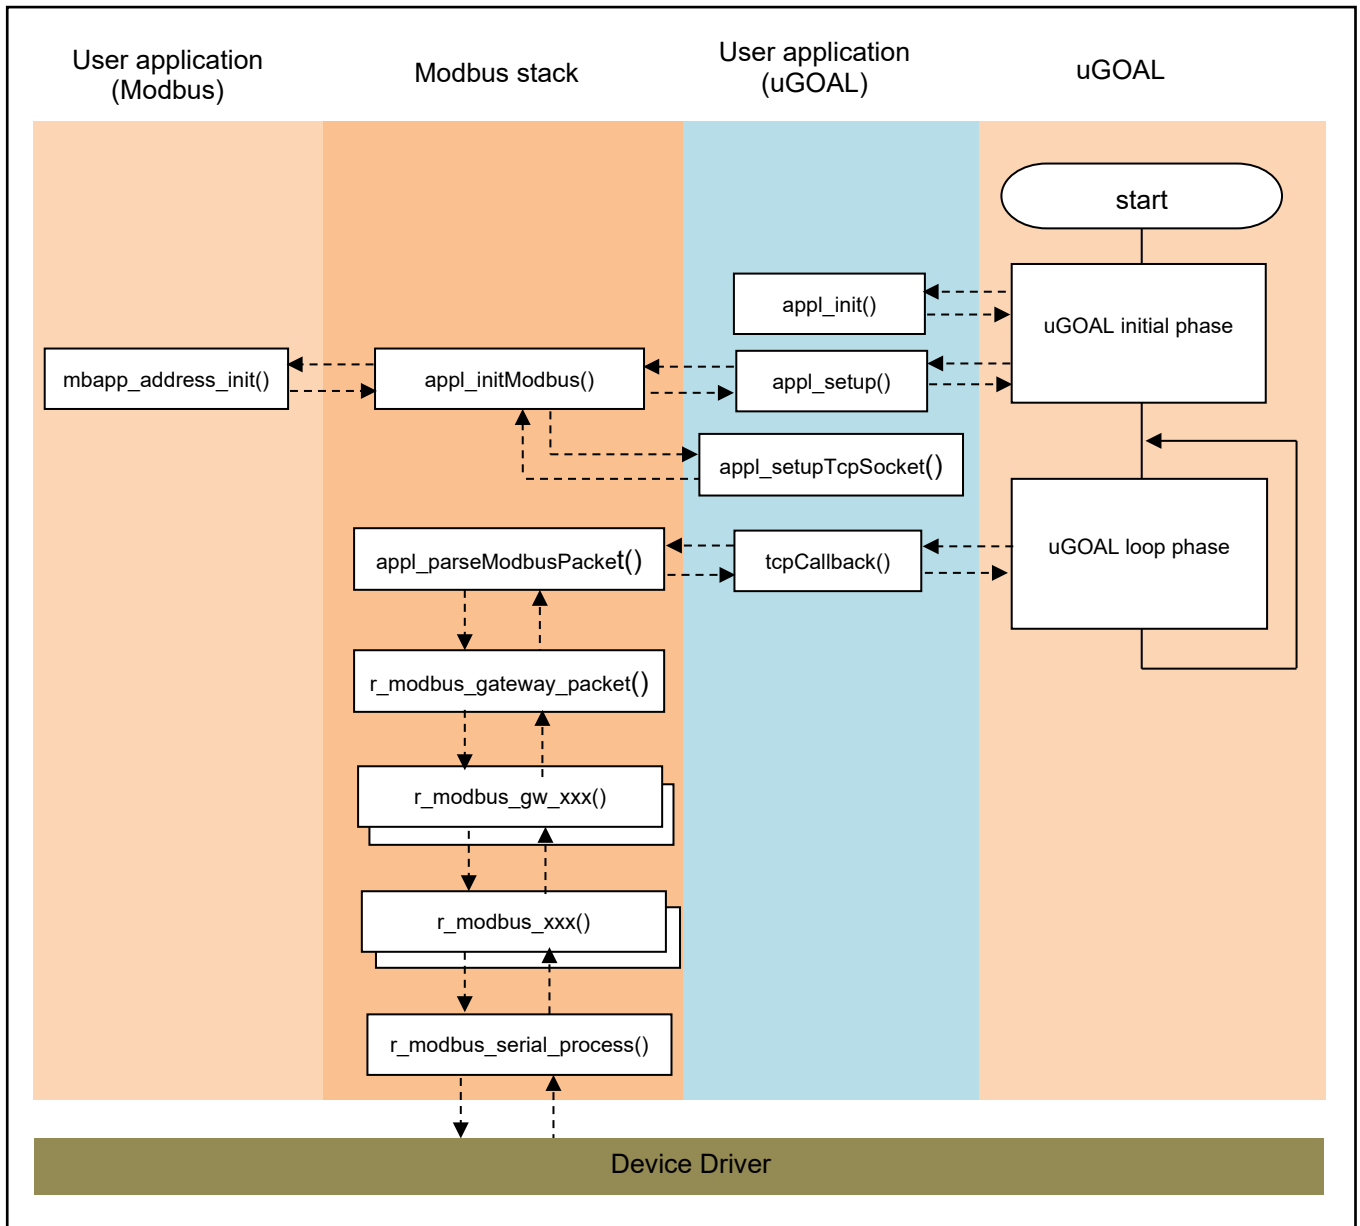 User application
(Modbus)
Modbus stack
User application
(uGOAL)
uGOAL
start
appl_init()
uGOAL initial phase
mbapp_address_init()
appl_initModbus()
appl_setup()
appl_setupTcpSocket()
appl_parseModbusPacket()
tcpCallback()
uGOAL loop phase
r_modbus_gateway_packet()
r_modbus_gw_xxx()
r_modbus_xxx()
r_modbus_serial_process()
Device Driver